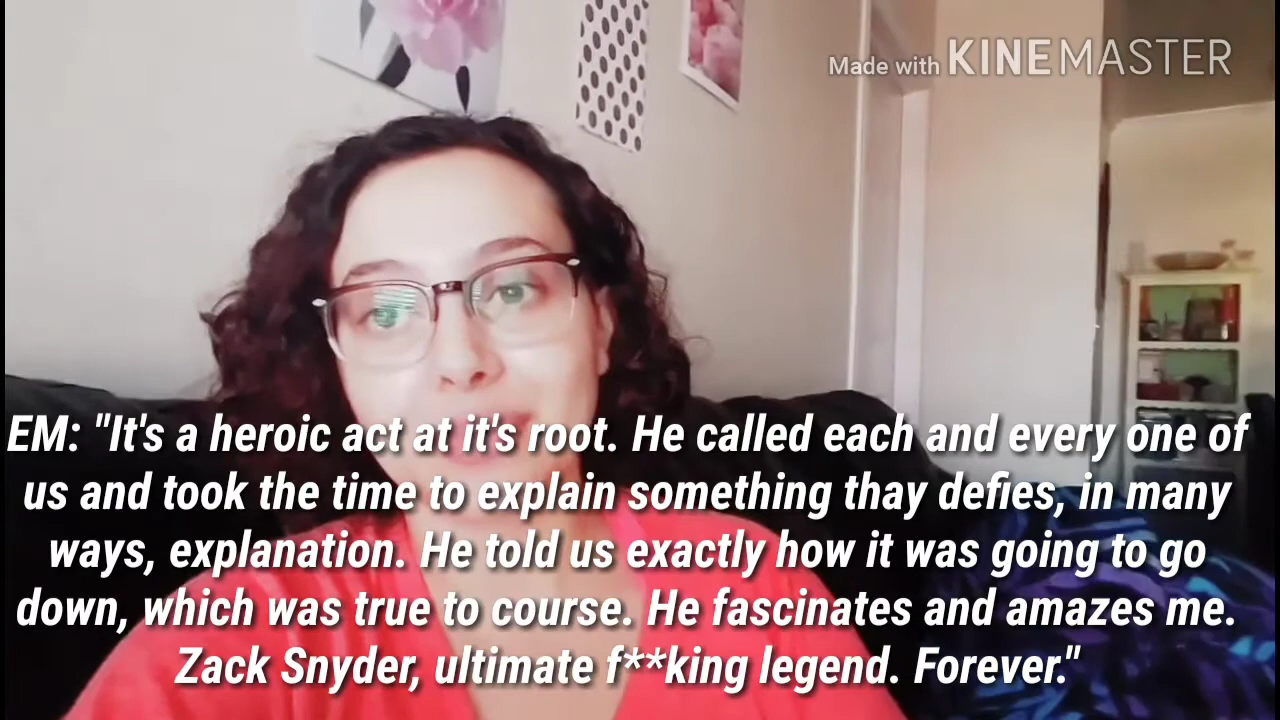 Made with KINEMASTER
EM: "It's a heroic act at it's root. He called each and every one of
us and took the time to explain something thay defies, in many
ways, explanation. He told us exactly how it was going to go
down, which was true to course. He fascinates and amazes me.
Zack Snyder, ultimate f**king legend. Forever."